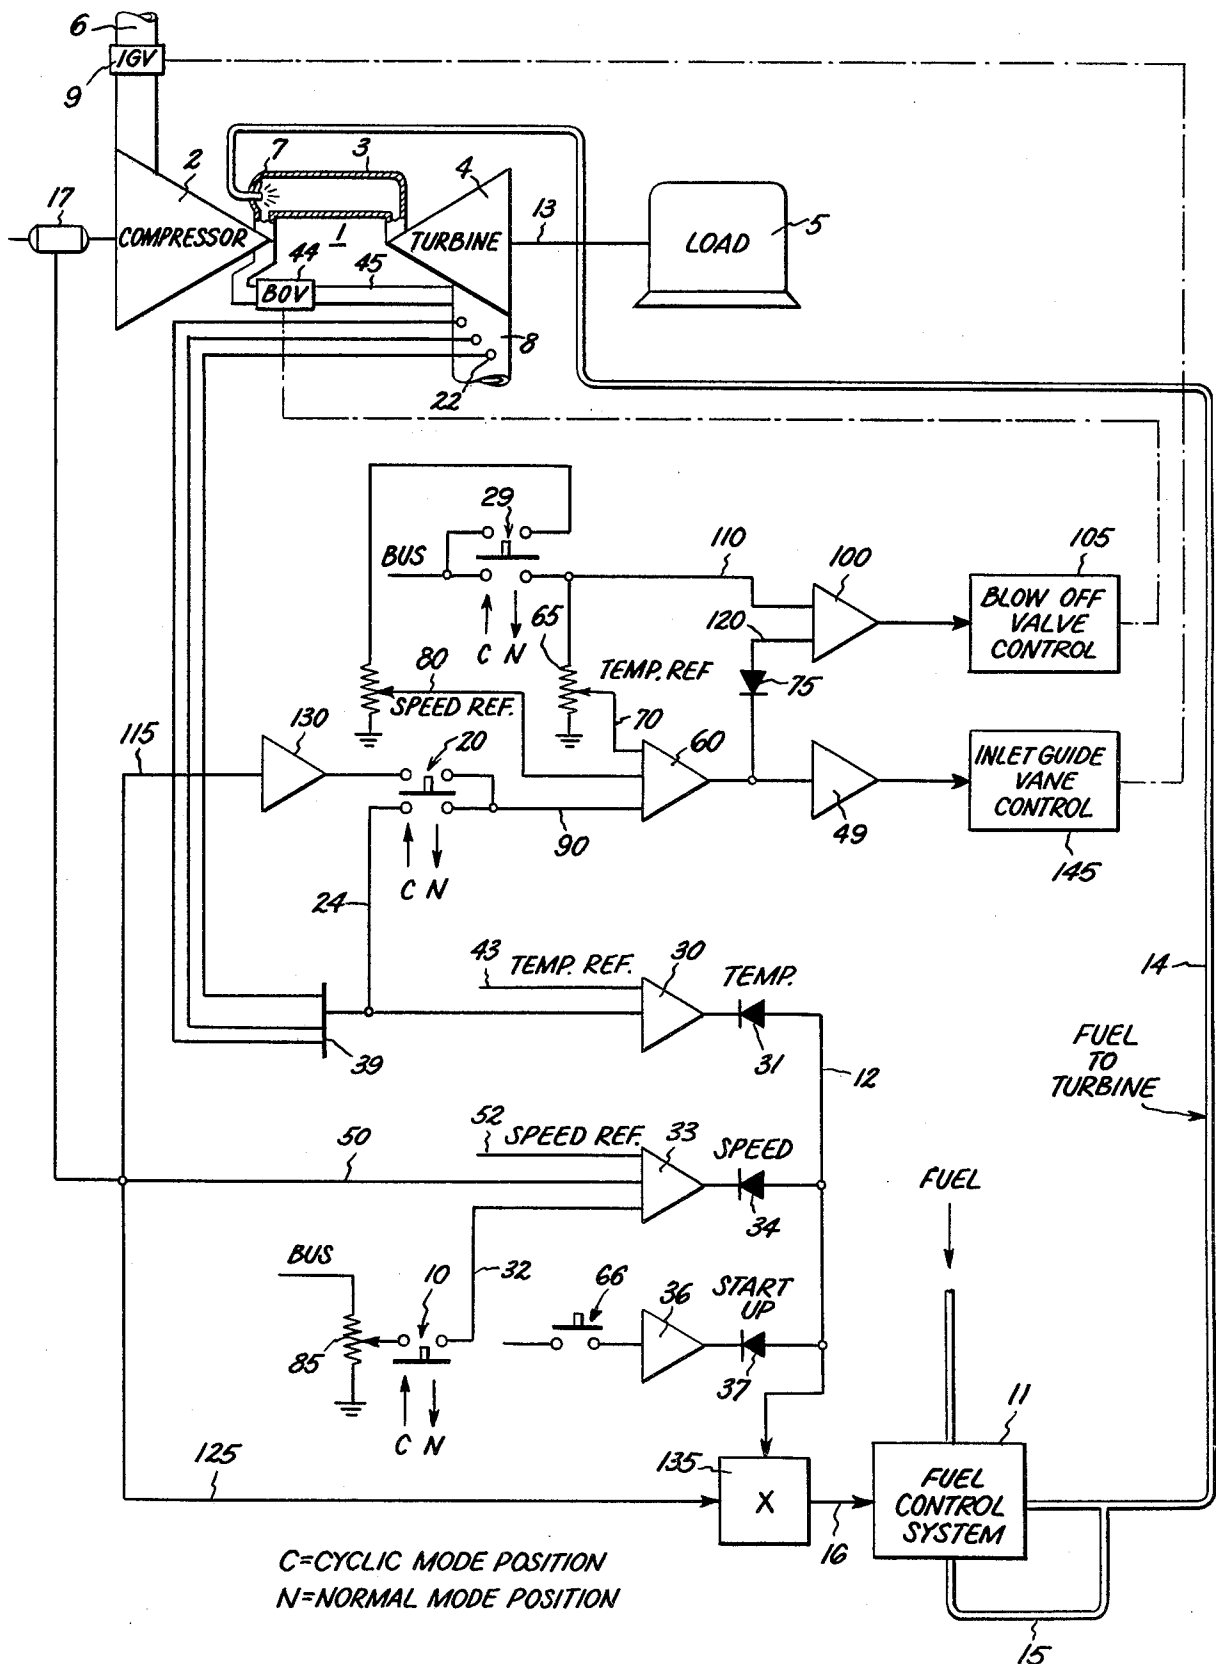 6
IGV
9
2
7
3
4
17
13
5
COMPRESSOR
1
TURBINE
LOAD
44
45
BOV
8
22
29
BUS
110
100
105
BLOW OFF
VALVE
CONTROL
C N
65
120
80
TEMP. REF
75
SPEED REF.
130
70
115
20
60
INLET GUIDE
VANE
CONTROL
90
49
145
C N
24
43
TEMP. REF.
30
TEMP.
14
31
39
12
FUEL
TO
TURBINE
52
SPEED REF.
50
33
SPEED
FUEL
34
BUS
10
32
66
36
START
UP
85
37
C N
11
125
135
X
FUEL
CONTROL
SYSTEM
16
C=CYCLIC MODE POSITION
N=NORMAL MODE POSITION
15